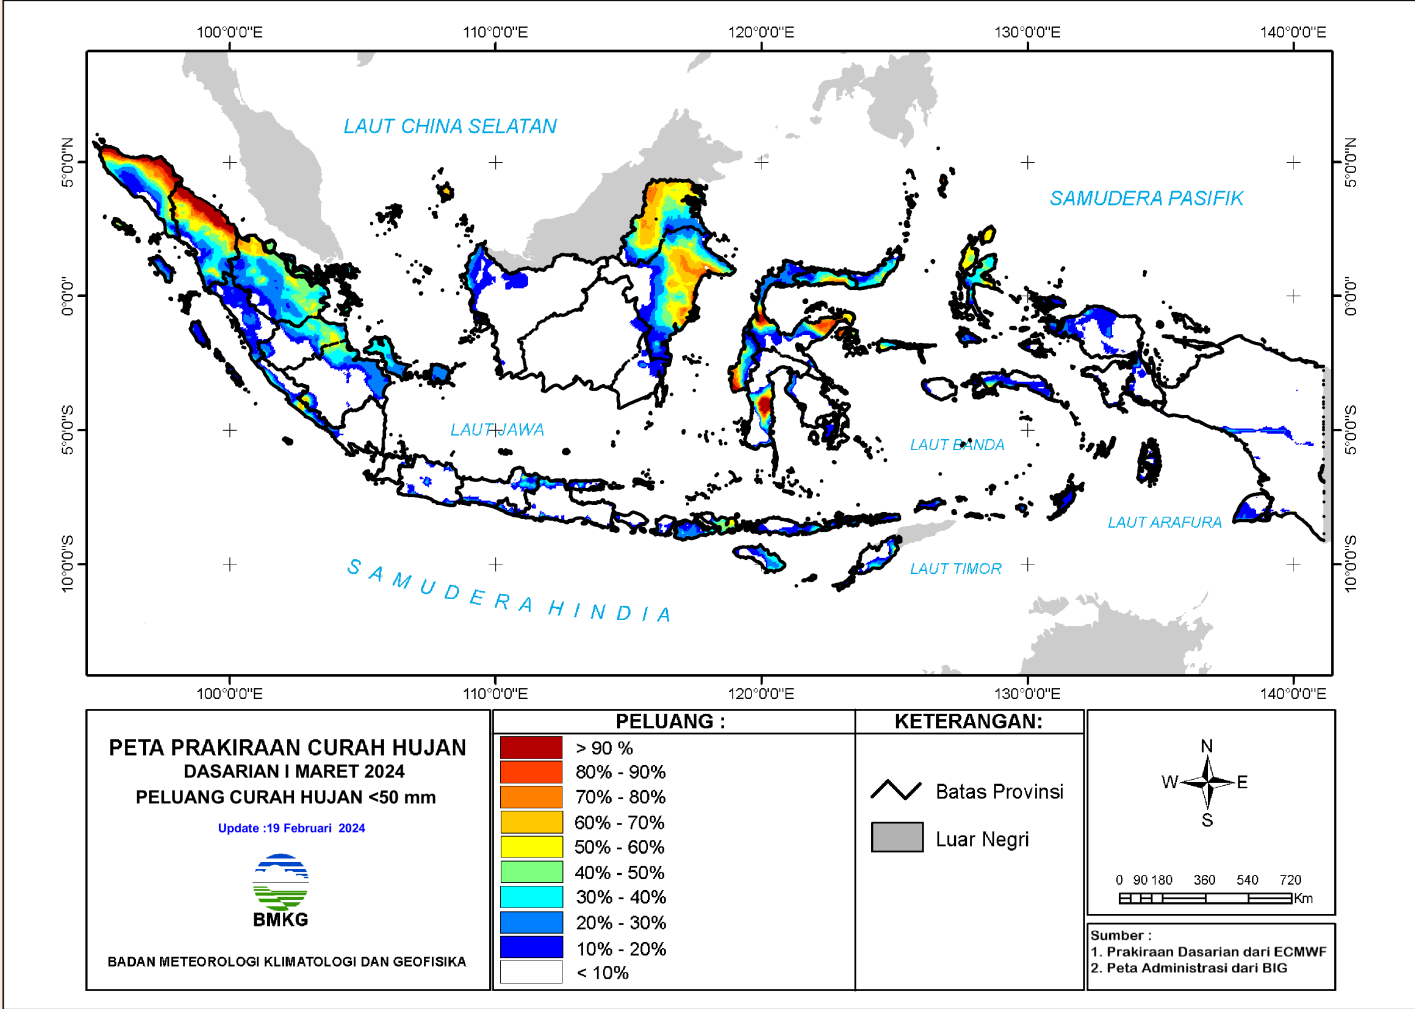 100°0'0"E 110°0'0"E 120°0'0"E 130°0'0"E 140°0'0"E
LAUT CHINA SELATAN
5°0'0"N 5°0'0"N
SAMUDERA PASIFIK
0°0'0" 0°0'0"
LAUT JAWA
LAUT BANDA
5°0'0"S 5°0'0"S
LAUT ARAFURA
10°0'0"S 10°0'0"S
LAUT TIMOR
SAMUDERA HINDIA
100°0'0"E 110°0'0"E 120°0'0"E 130°0'0"E 140°0'0"E
PETA PRAKIRAAN CURAH HUJAN
DASARIAN I MARET 2024
PELUANG CURAH HUJAN <50 mm
Update :19 Februari 2024
BMKG
BADAN METEOROLOGI KLIMATOLOGI DAN GEOFISIKA
PELUANG :
> 90 %
80% - 90%
70% - 80%
60% - 70%
50% - 60%
40% - 50%
30% - 40%
20% - 30%
10% - 20%
< 10%
KETERANGAN:
Batas Provinsi
Luar Negri
N
W E
S
0 90 180 360 540 720
Km
Sumber :
1. Prakiraan Dasarian dari ECMWF
2. Peta Administrasi dari BIG